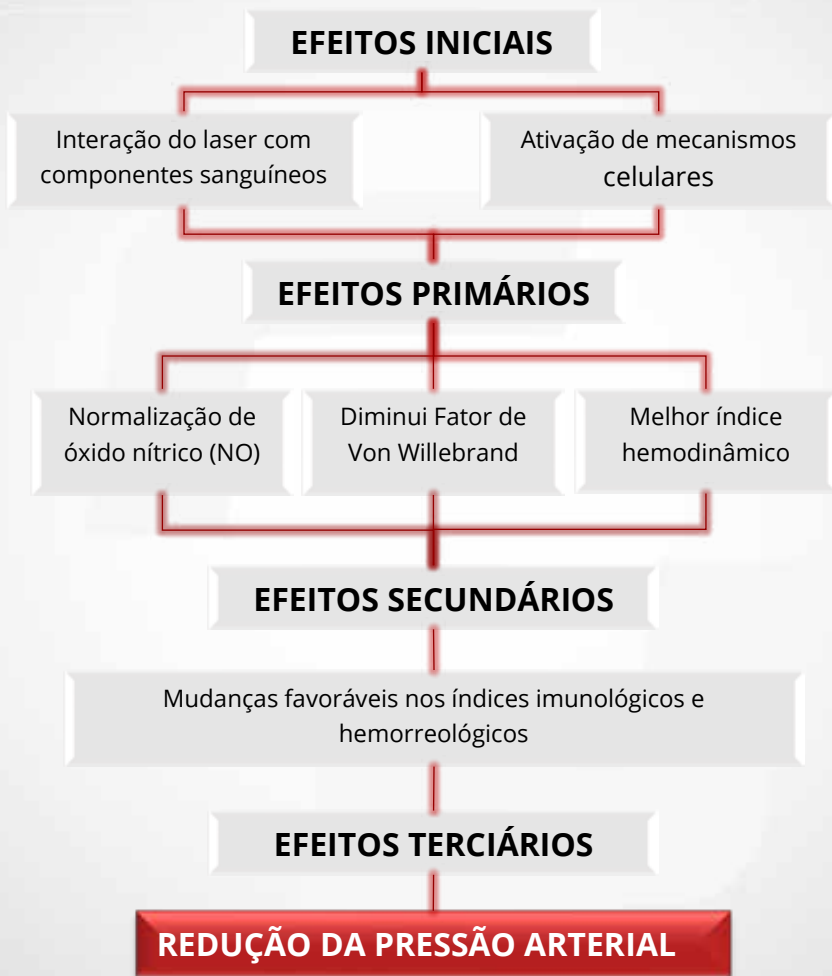 EFEITOS INICIAIS
Interação do laser com
componentes sanguíneos
Ativação de mecanismos
celulares
EFEITOS PRIMÁRIOS
Normalização de
óxido nítrico (NO)
Diminui Fator de
Von Willebrand
Melhor índice
hemodinâmico
EFEITOS SECUNDÁRIOS
Mudanças favoráveis nos índices imunológicos e
hemorreológicos
EFEITOS TERCIÁRIOS
REDUÇÃO DA PRESSÃO ARTERIAL